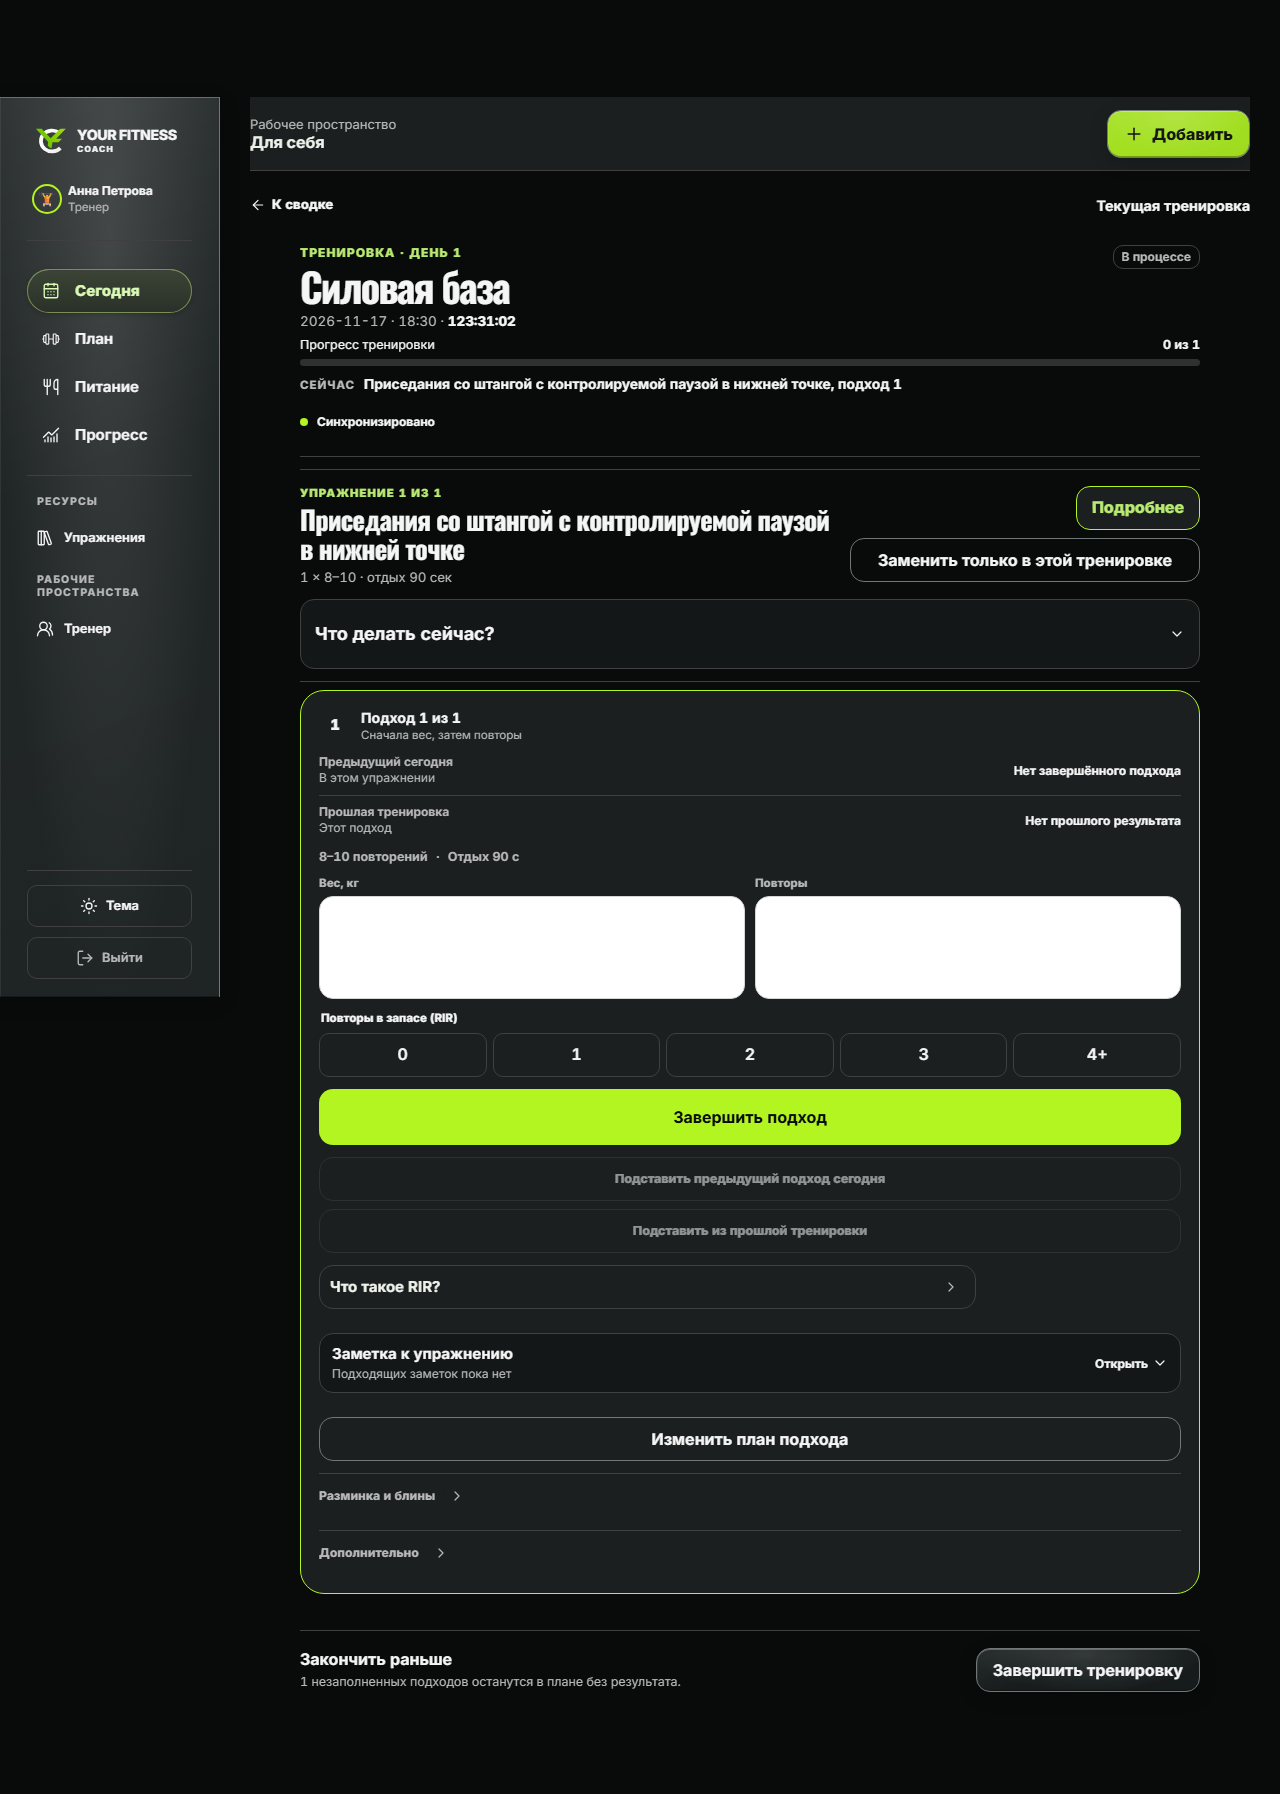 YOUR FITNESS
COACH
Анна Петрова
Тренер
Сегодня
План
Питание
Прогресс
РЕСУРСЫ
Упражнения
РАБОЧИЕ
ПРОСТРАНСТВА
Тренер
Тема
Выйти
Рабочее пространство
Для себя
Добавить
К сводке
Текущая тренировка
ТРЕНИРОВКА · ДЕНЬ 1
В процессе
Силовая база
2026-11-17 · 18:30 · 123:31:02
Прогресс тренировки
0 из 1
СЕЙЧАС Приседания со штангой с контролируемой паузой в нижней точке, подход 1
Синхронизировано
УПРАЖНЕНИЕ 1 ИЗ 1
Приседания со штангой с контролируемой паузой
в нижней точке
1 × 8–10 · отдых 90 сек
Подробнее
Заменить только в этой тренировке
Что делать сейчас?
1
Подход 1 из 1
Сначала вес, затем повторы
Предыдущий сегодня
В этом упражнении
Нет завершённого подхода
Прошлая тренировка
Этот подход
Нет прошлого результата
8–10 повторений · Отдых 90 с
Вес, кг
Повторы
Повторы в запасе (RIR)
0
1
2
3
4+
Завершить подход
Подставить предыдущий подход сегодня
Подставить из прошлой тренировки
Что такое RIR?
Заметка к упражнению
Подходящих заметок пока нет
Открыть
Изменить план подхода
Разминка и блины
Дополнительно
Закончить раньше
1 незаполненных подходов останутся в плане без результата.
Завершить тренировку